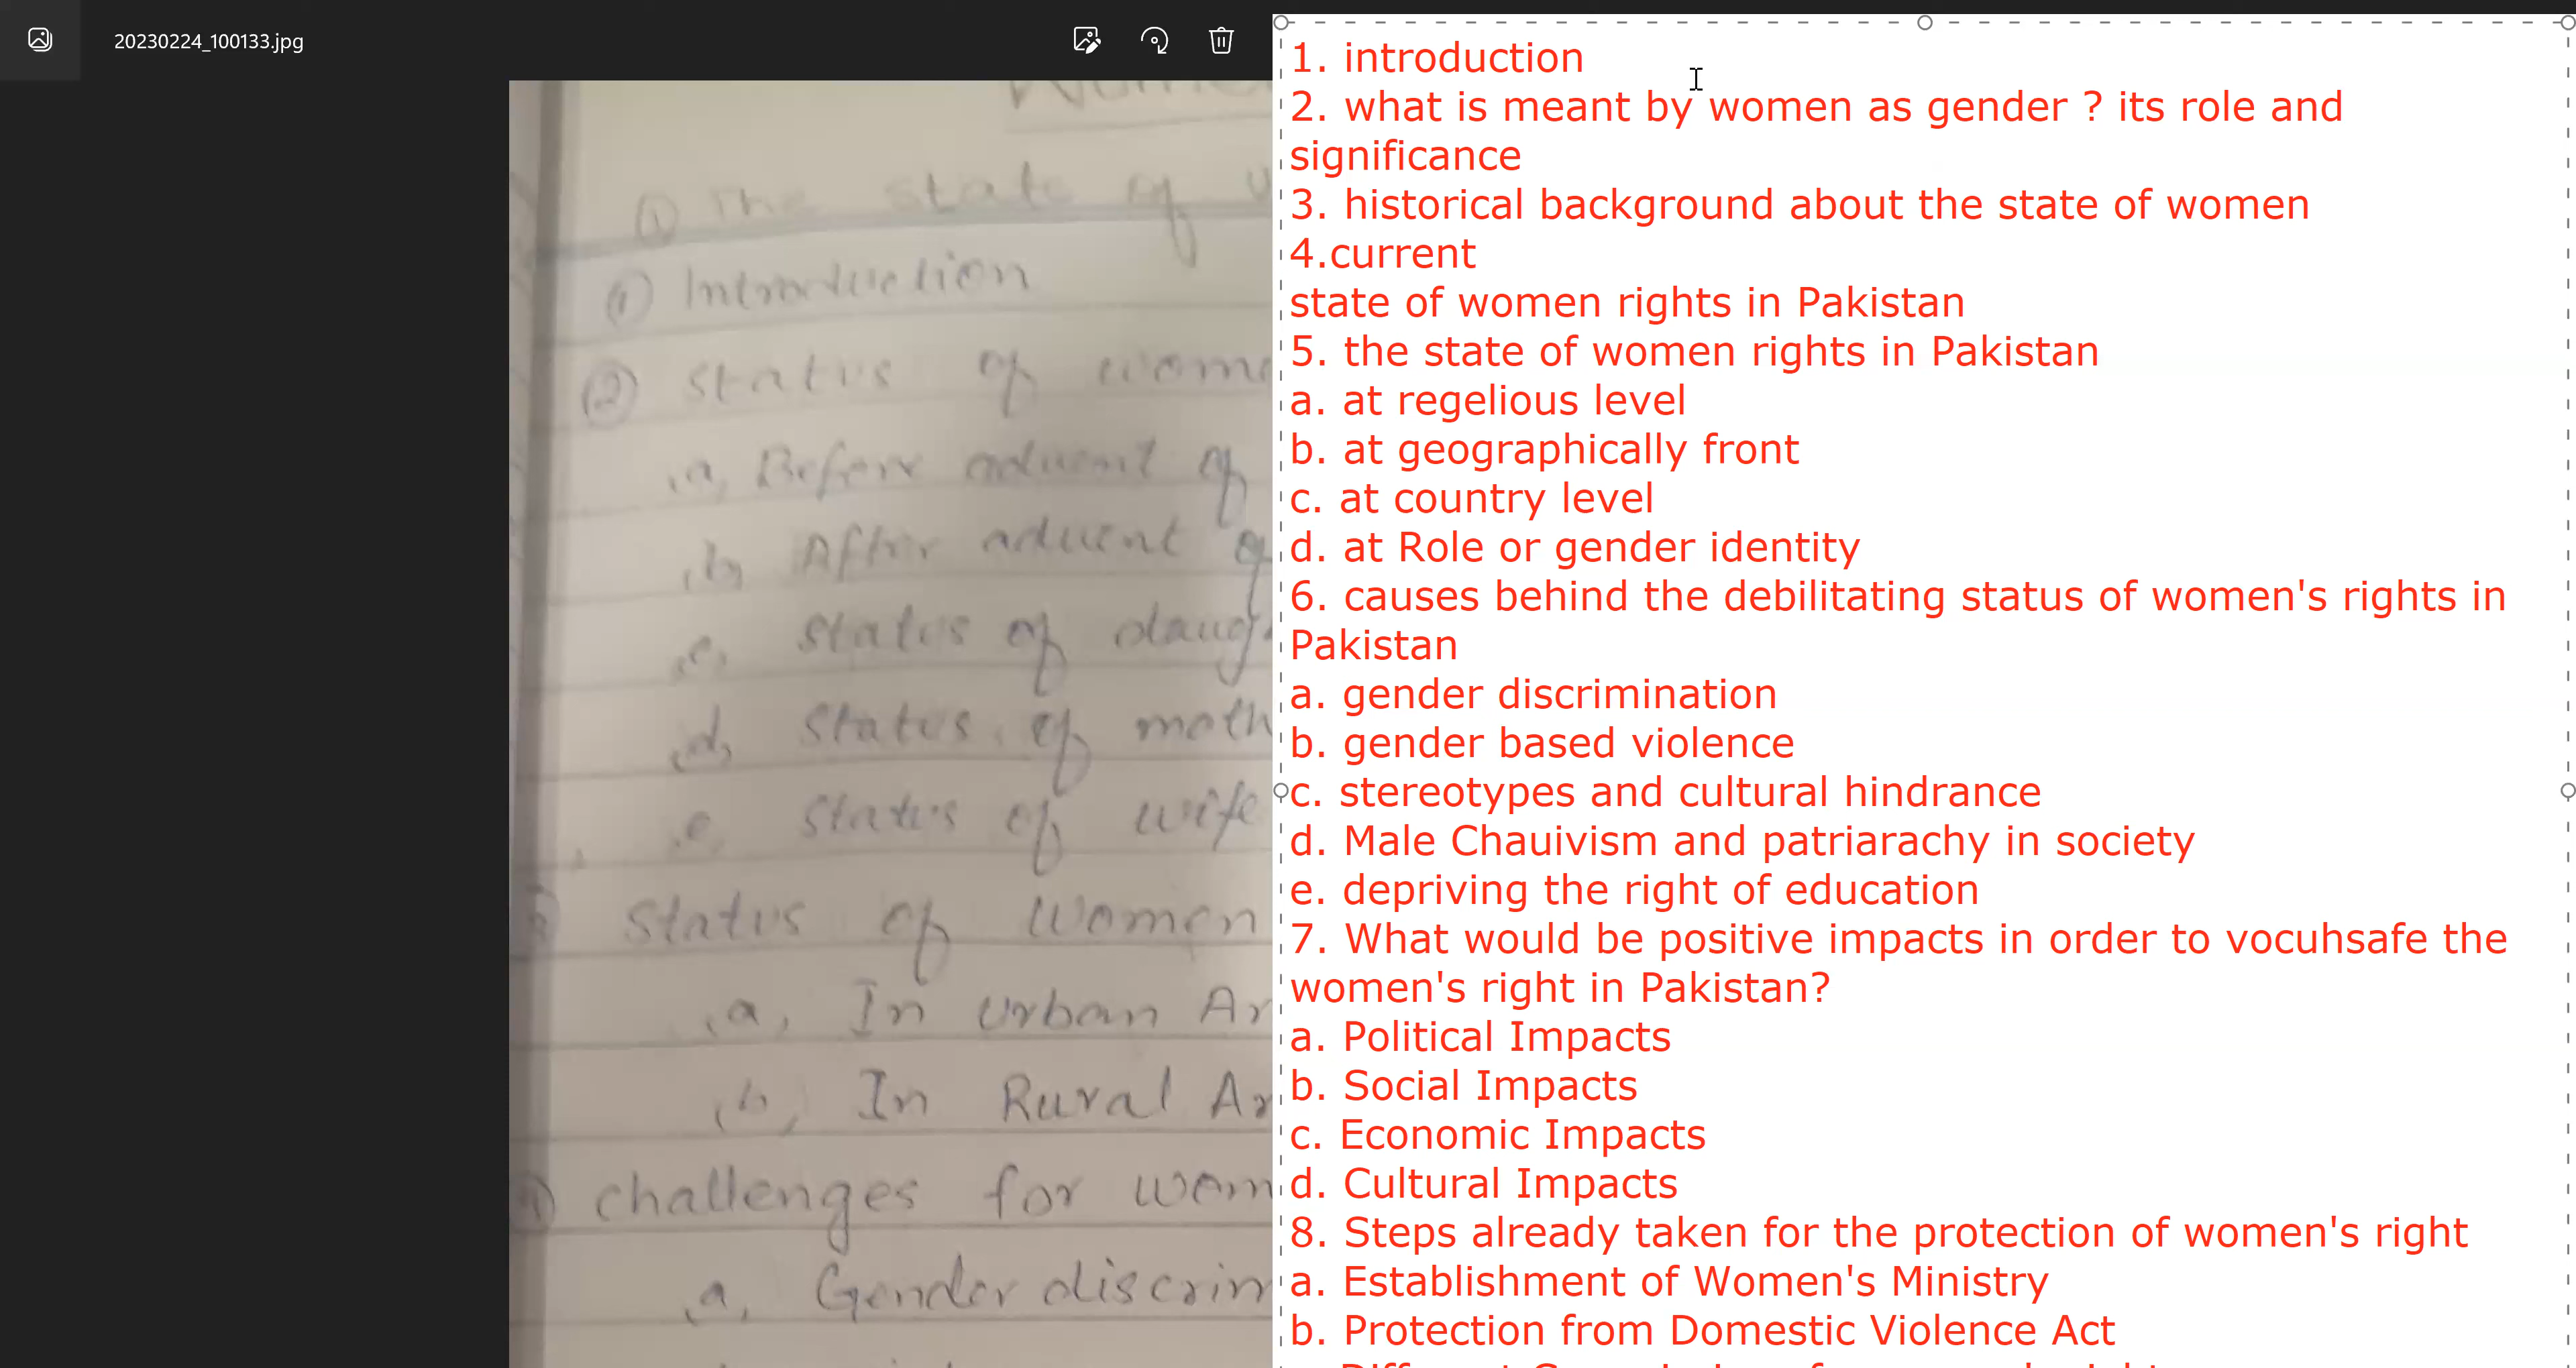 20230224_100133.jpg
① The state of
① Introduction
② Status of
a, Before advent of
b, After advent
c, Status of
d, Status of
e, Status of wife
Status of women
a, In Urban
b, In Rural
challenges for
a, Gender
1. introduction
2. what is meant by women as gender ? its role and
significance
3. historical background about the state of women
4.current
state of women rights in Pakistan
5. the state of women rights in Pakistan
a. at regelious level
b. at geographically front
c. at country level
d. at Role or gender identity
6. causes behind the debilitating status of women's rights in
Pakistan
a. gender discrimination
b. gender based violence
c. stereotypes and cultural hindrance
d. Male Chauivism and patriarachy in society
e. depriving the right of education
7. What would be positive impacts in order to vocuhsafe the
women's right in Pakistan?
a. Political Impacts
b. Social Impacts
c. Economic Impacts
d. Cultural Impacts
8. Steps already taken for the protection of women's right
a. Establishment of Women's Ministry
b. Protection from Domestic Violence Act